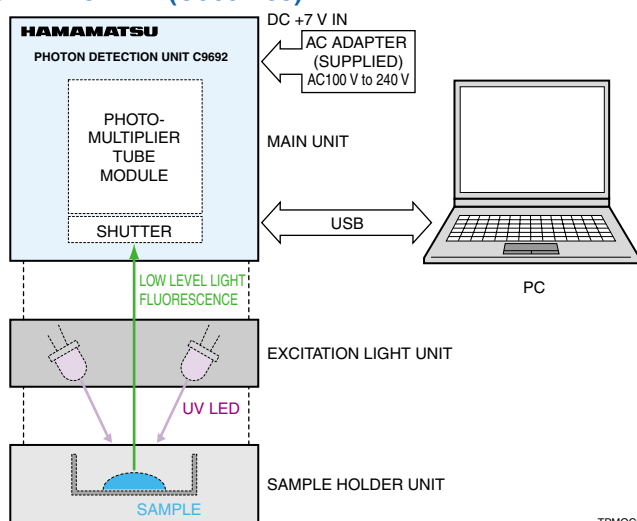 HAMAMATSU
PHOTON DETECTION UNIT C9692
DC +7 V IN
AC ADAPTER
(SUPPLIED)
AC100 V to 240 V
PHOTO-
MULTIPLIER
TUBE
MODULE
MAIN UNIT
SHUTTER
USB
PC
LOW LEVEL LIGHT
FLUORESCENCE
EXCITATION LIGHT UNIT
UV LED
SAMPLE HOLDER UNIT
SAMPLE